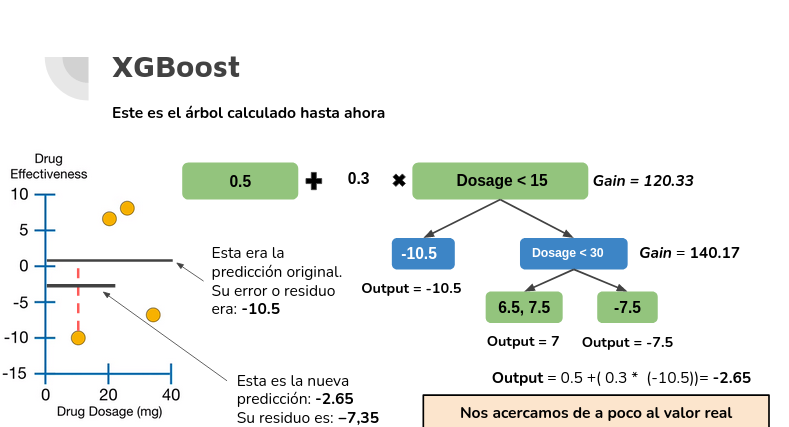 XGBoost
Este es el árbol calculado hasta ahora
Drug
Effectiveness
10
5
0
-5
-10
-15
0 20 40
Drug Dosage (mg)
0.5 + 0.3 × Dosage < 15 Gain = 120.33
-10.5 Dosage < 30 Gain = 140.17
Output = -10.5
6.5, 7.5 -7.5
Output = 7 Output = -7.5
Esta era la
predicción original.
Su error o residuo
era: -10.5
Esta es la nueva
predicción: -2.65
Su residuo es: –7,35
Output = 0.5 +( 0.3 * (-10.5))= -2.65
Nos acercamos de a poco al valor real